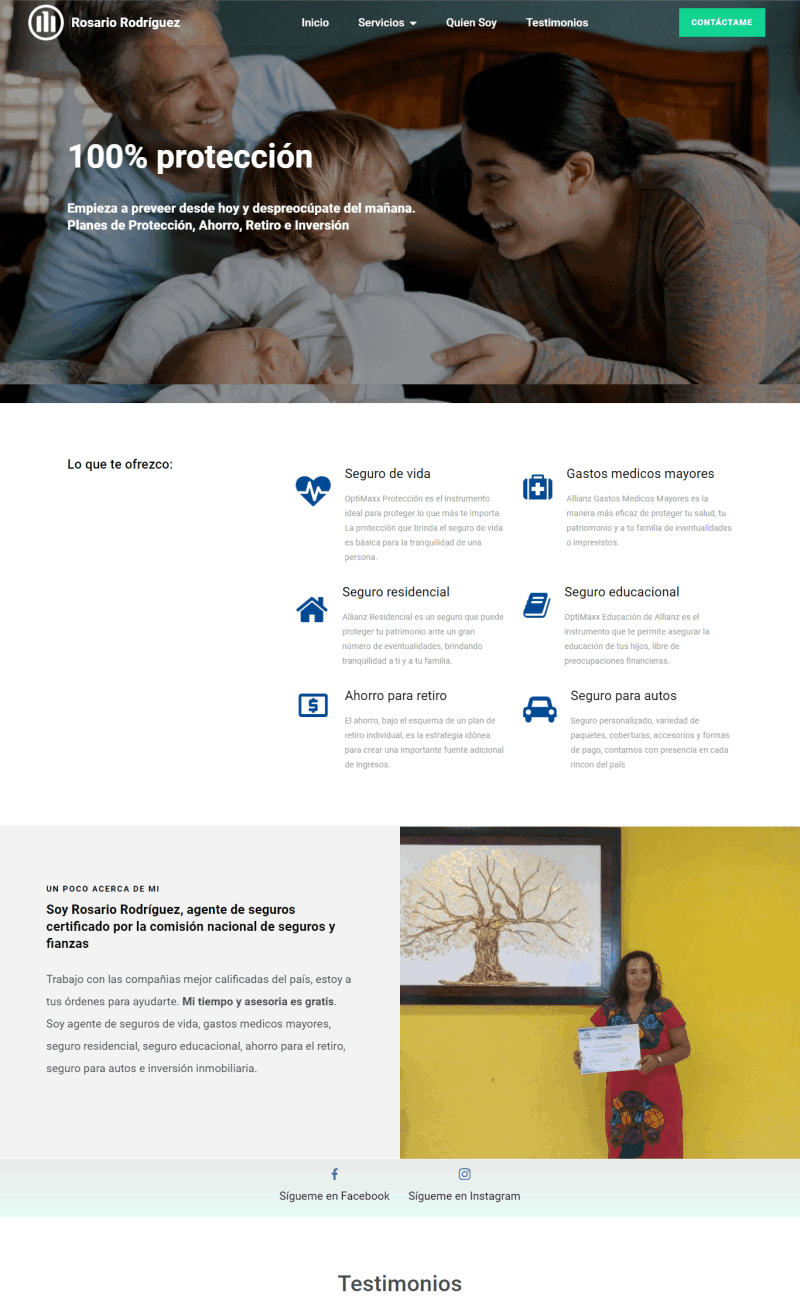 Rosario Rodríguez
Inicio
Servicios
Quien Soy
Testimonios
CONTÁCTAME
100% protección
Empieza a preveer desde hoy y despreocúpate del mañana.
Planes de Protección, Ahorro, Retiro e Inversión
Lo que te ofrezco:
Seguro de vida
OptiMaxx Protección es el instrumento
ideal para proteger lo que más te importa.
La protección que brinda el seguro de vida
es básica para la tranquilidad de una
persona.
Gastos medicos mayores
Allianz Gastos Medicos Mayores es la
manera más eficaz de proteger tu salud, tu
patriomonio y a tu familia de eventualidades
o imprevistos.
Seguro residencial
Allianz Residencial es un seguro que puede
proteger tu patrimonio ante un gran
número de eventualidades, brindando
tranquilidad a ti y a tu familia.
Seguro educacional
OptiMaxx Educación de Allianz es el
instrumento que te permite asegurar la
educación de tus hijos, libre de
preocupaciones financieras.
Ahorro para retiro
El ahorro, bajo el esquema de un plan de
retiro individual, es la estrategia idónea
para crear una importante fuente adicional
de ingresos.
Seguro para autos
Seguro personalizado, variedad de
paquetes, coberturas, accesorios y formas
de pago, contamos con presencia en cada
rincon del país
UN POCO ACERCA DE MI
Soy Rosario Rodríguez, agente de seguros
certificado por la comisión nacional de seguros y
fianzas
Trabajo con las compañias mejor calificadas del país, estoy a
tus órdenes para ayudarte. Mi tiempo y asesoria es gratis.
Soy agente de seguros de vida, gastos medicos mayores,
seguro residencial, seguro educacional, ahorro para el retiro,
seguro para autos e inversión inmobiliaria.
CONSTANCIA
Sígueme en Facebook
Sígueme en Instagram
Testimonios